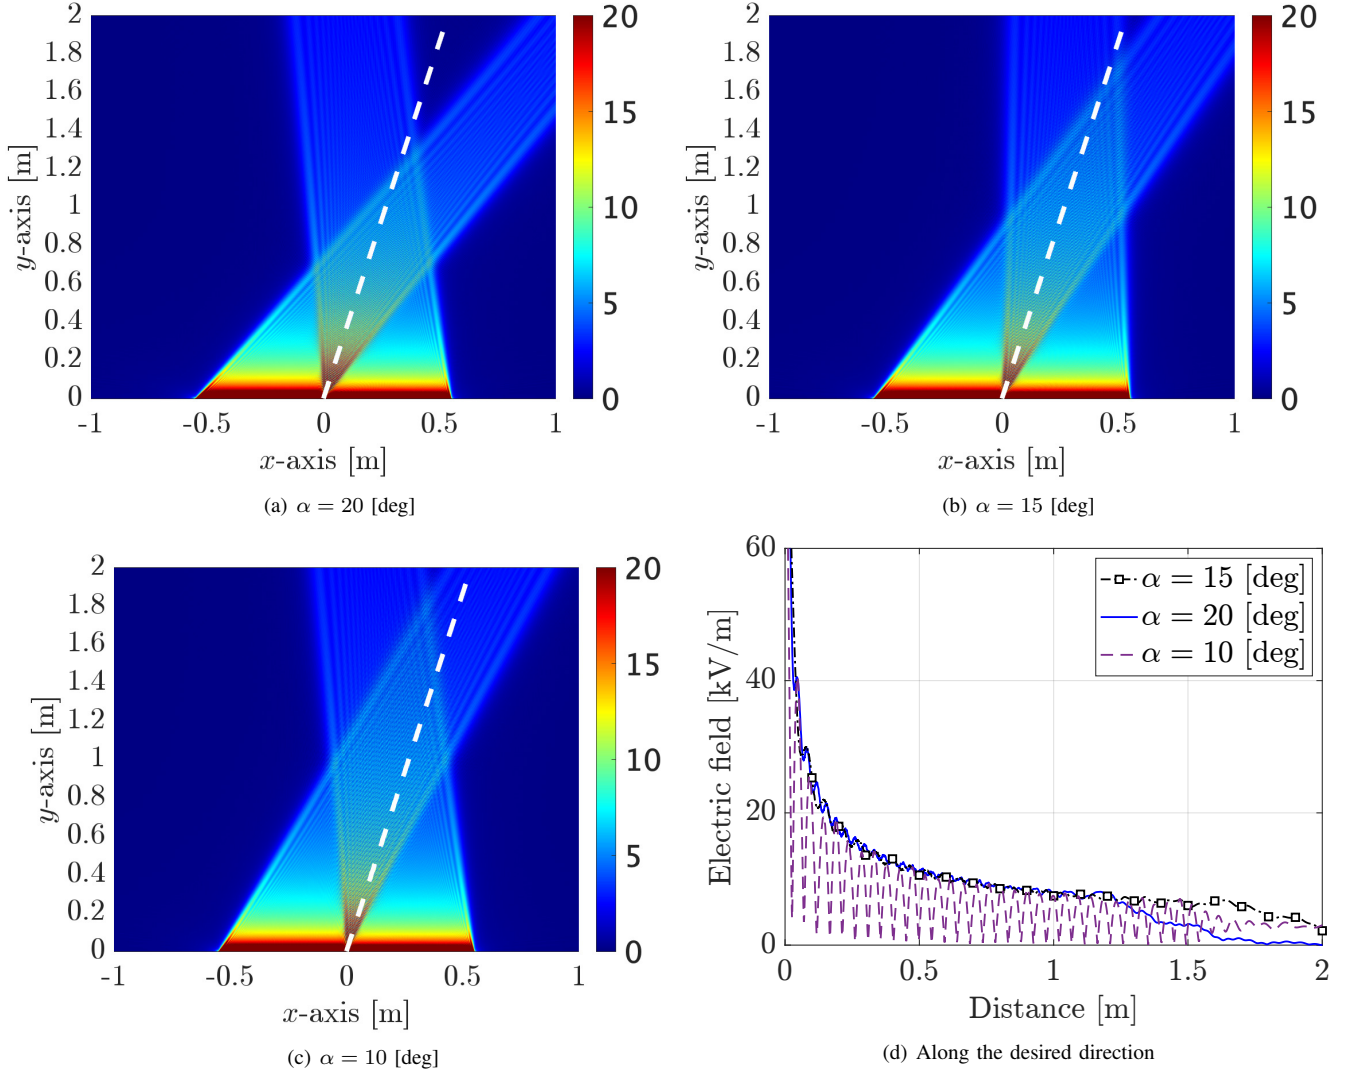 2
1.8
1.6
1.4
1.2
1
0.8
0.6
0.4
0.2
0
y-axis [m]
-1 -0.5 0 0.5 1
x-axis [m]
20
15
10
5
0
(a) α = 20 [deg]
2
1.8
1.6
1.4
1.2
1
0.8
0.6
0.4
0.2
0
y-axis [m]
-1 -0.5 0 0.5 1
x-axis [m]
20
15
10
5
0
(b) α = 15 [deg]
2
1.8
1.6
1.4
1.2
1
0.8
0.6
0.4
0.2
0
y-axis [m]
-1 -0.5 0 0.5 1
x-axis [m]
20
15
10
5
0
(c) α = 10 [deg]
60
40
20
0
Electric field [kV/m]
α = 15 [deg]
α = 20 [deg]
α = 10 [deg]
0 0.5 1 1.5 2
Distance [m]
(d) Along the desired direction